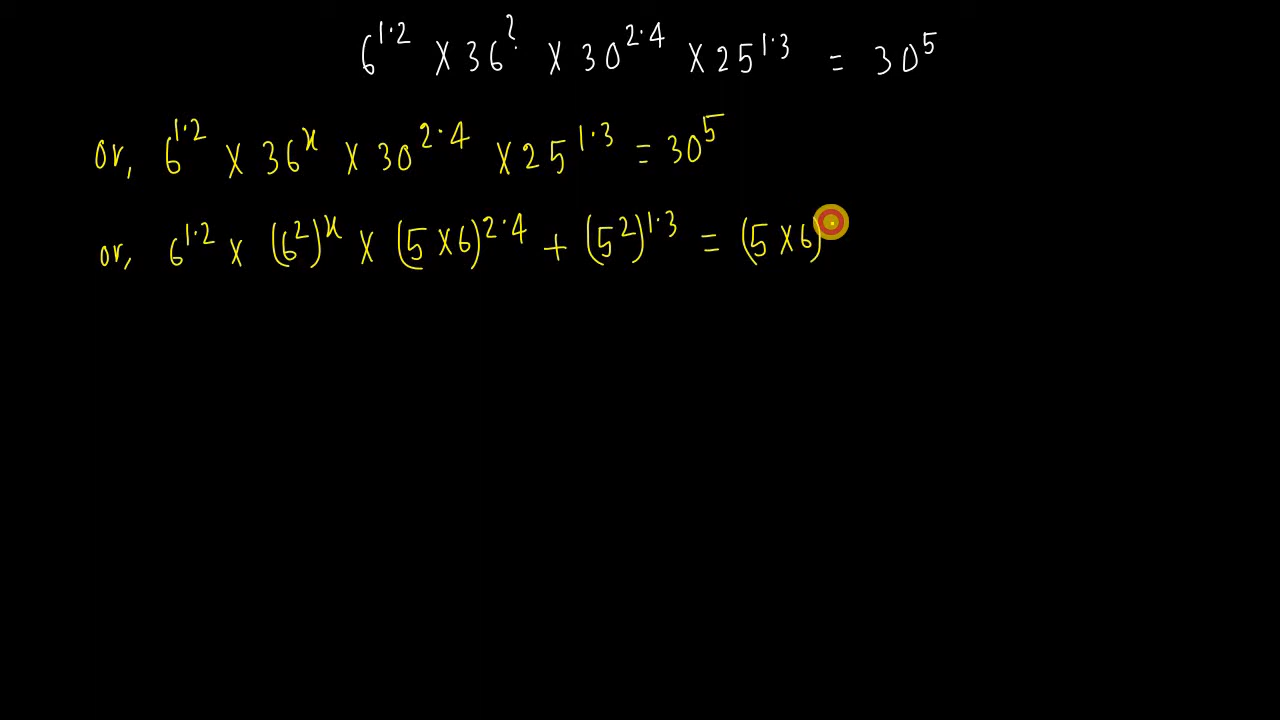 6^1·2 × 36^? × 30^2·4 × 25^1·3 = 30^5
or, 6^1·2 × 36^x × 30^2·4 × 25^1·3 = 30^5
or, 6^1·2 × (6^2)^x × (5 × 6)^2·4 + (5^2)^1·3 = (5 × 6)